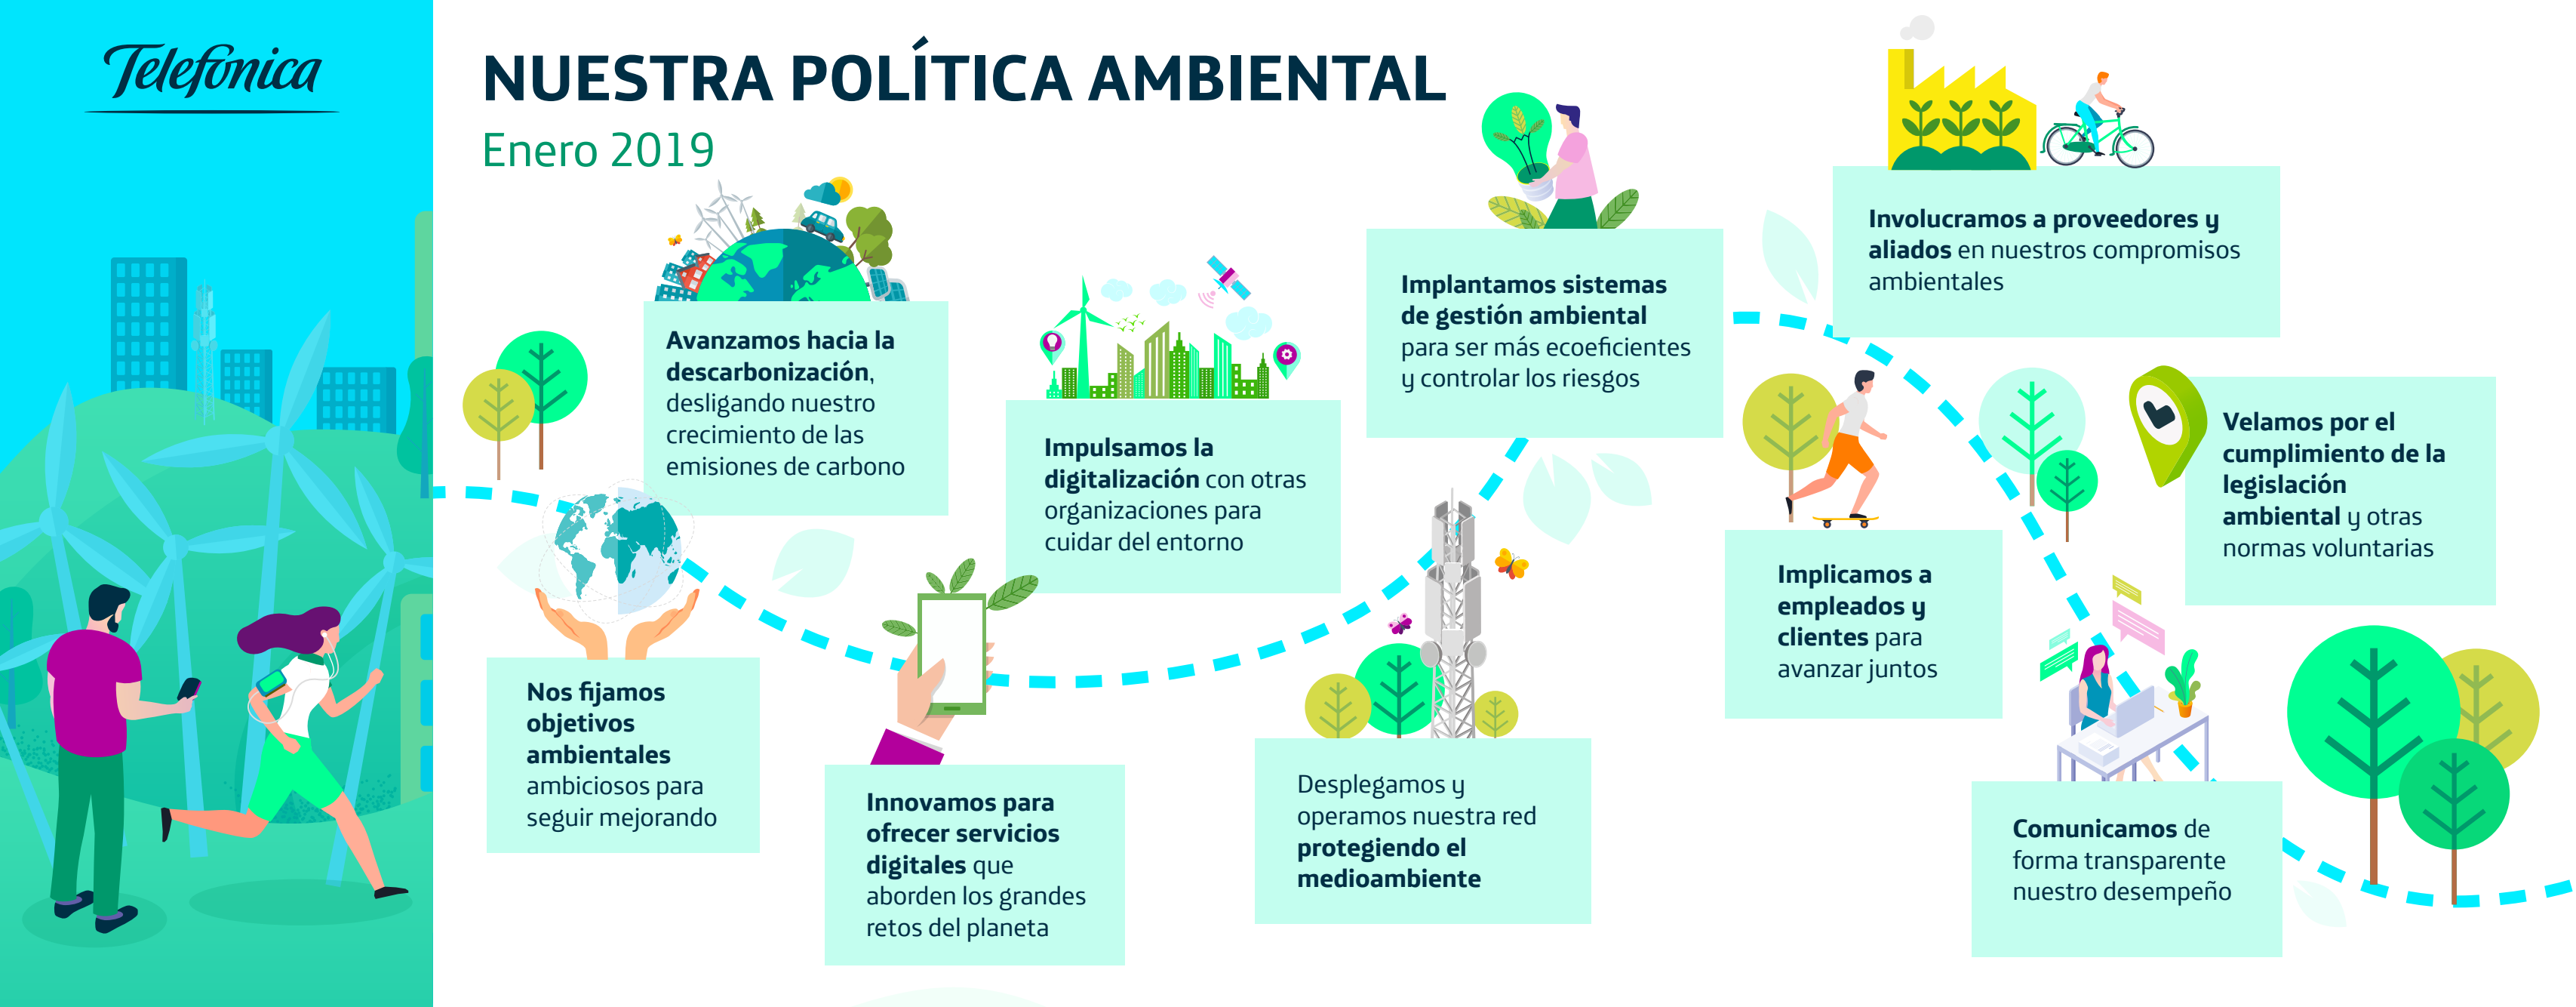 Telefónica
NUESTRA POLÍTICA AMBIENTAL
Enero 2019
Nos fijamos
objetivos
ambientales
ambiciosos para
seguir mejorando
Avanzamos hacia la
descarbonización,
desligando nuestro
crecimiento de las
emisiones de carbono
Innovamos para
ofrecer servicios
digitales que
aborden los grandes
retos del planeta
Impulsamos la
digitalización con otras
organizaciones para
cuidar del entorno
Desplegamos y
operamos nuestra red
protegiendo el
medioambiente
Implantamos sistemas
de gestión ambiental
para ser más ecoeficientes
y controlar los riesgos
Implicamos a
empleados y
clientes para
avanzar juntos
Involucramos a proveedores y
aliados en nuestros compromisos
ambientales
Comunicamos de
forma transparente
nuestro desempeño
Velamos por el
cumplimiento de la
legislación
ambiental y otras
normas voluntarias